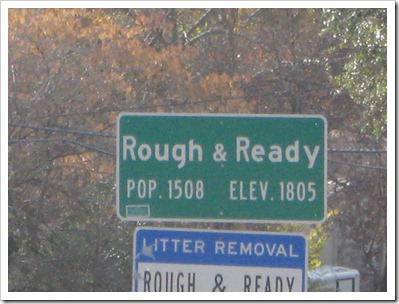 Rough & Ready
POP. 1508 ELEV. 1805
LITTER REMOVAL
ROUGH & READY